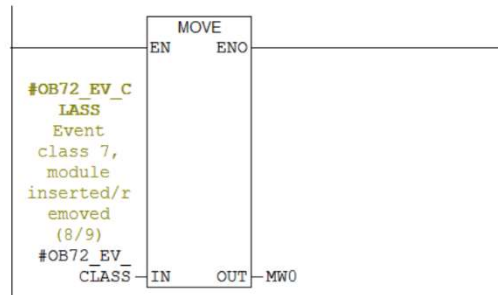 MOVE
EN ENO
#OB72_EV_C
LASS
Event
class 7,
module
inserted/r
emoved
(8/9)
#OB72_EV_
CLASS IN OUT MW0